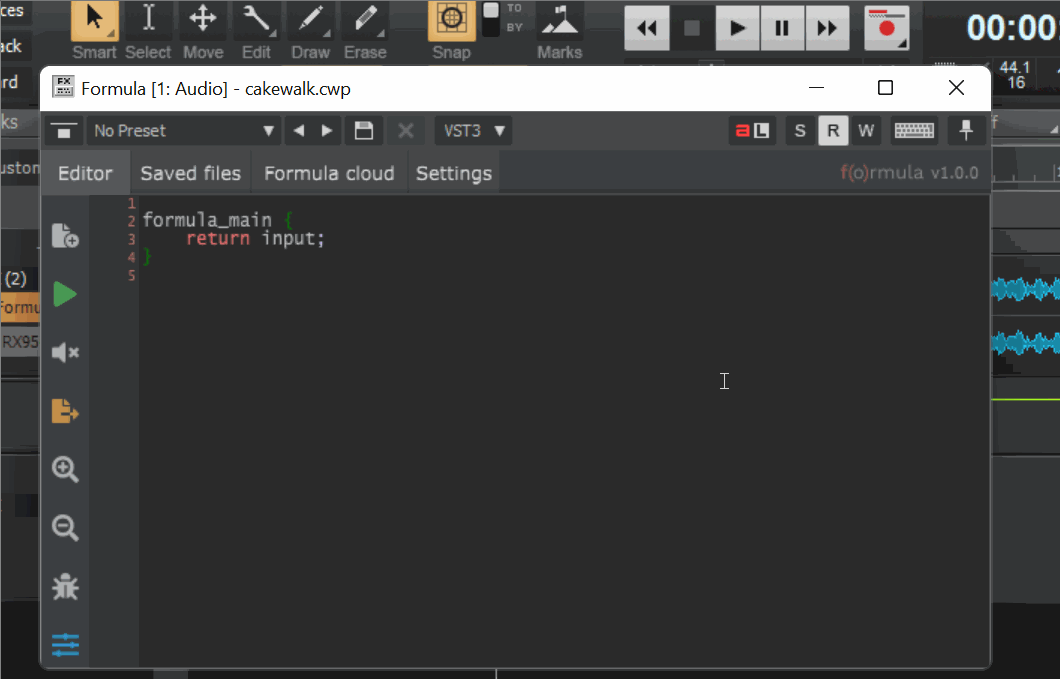 ces
TO
BY
00:00
ack
Smart Select Move Edit Draw Erase Snap Marks
rd
44.1
16
FX
Formula [1: Audio] - cakewalk.cwp
ks
No Preset
VST3
a L
S
R
W
f
uston
Editor
Saved files
Formula cloud
Settings
f(o)rmula v1.0.0
1
2 formula_main {
3 return input;
4 }
5
(2)
Formu
RX95